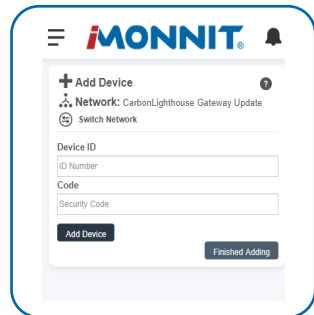 iMONNIT®
Add Device
?
Network: CarbonLighthouse Gateway Update
Switch Network
Device ID
ID Number
Code
Security Code
Add Device
Finished Adding